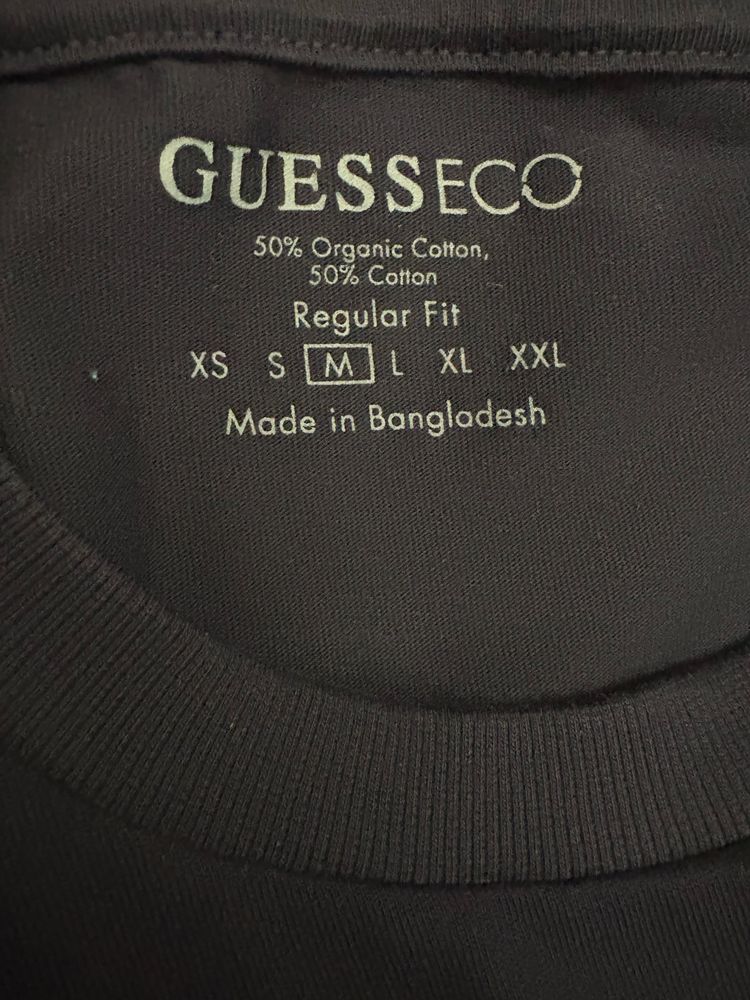 GUESSECO
50% Organic Cotton,
50% Cotton
Regular Fit
XS S M L XL XXL
Made in Bangladesh